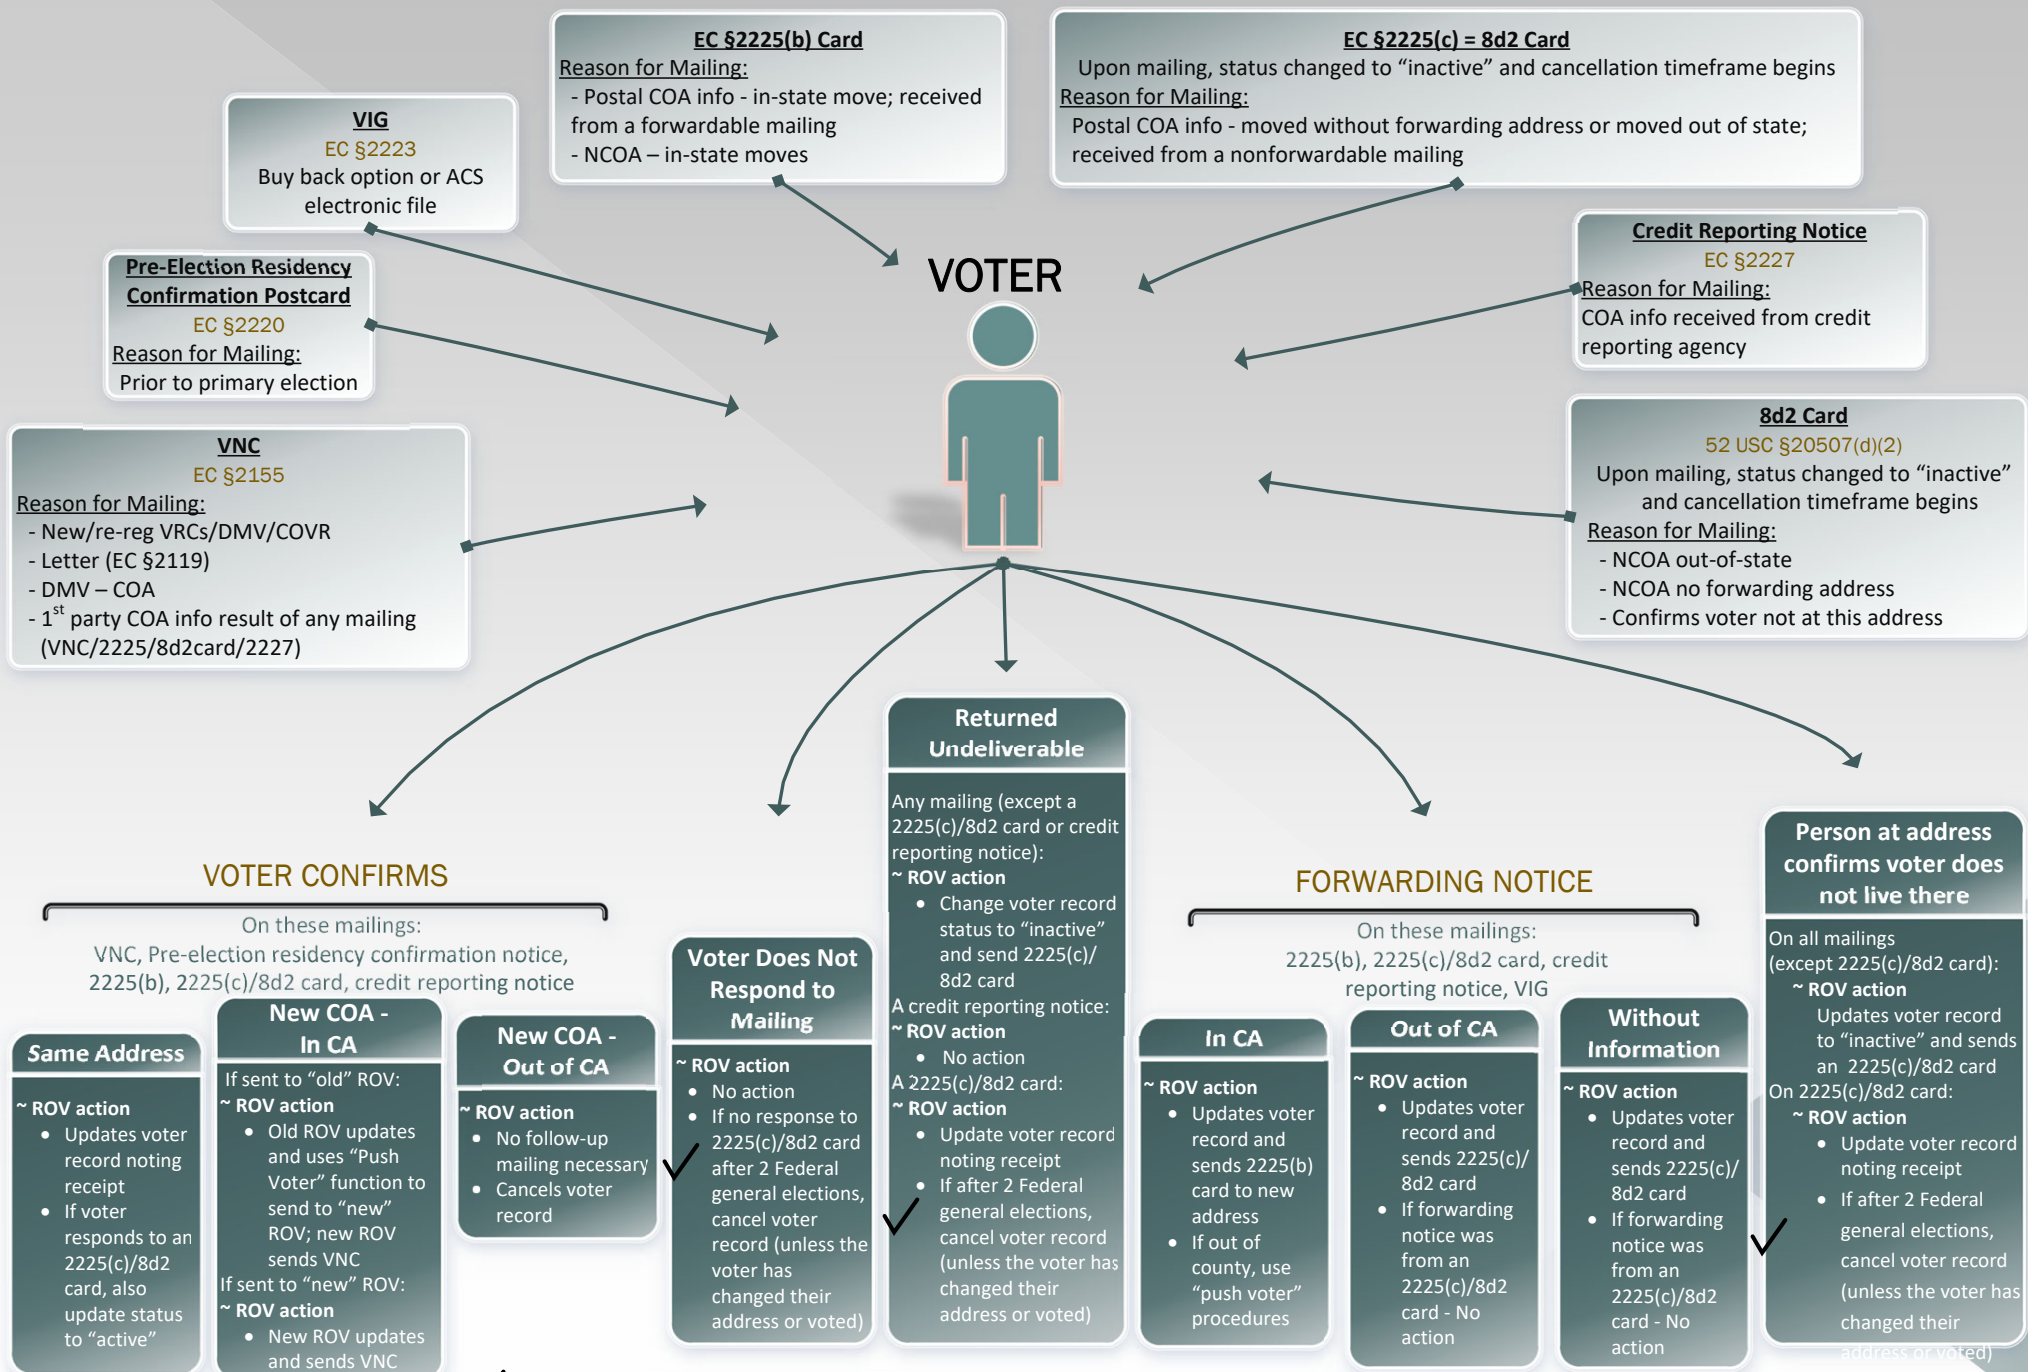 EC §2225(b) Card
Reason for Mailing:
- Postal COA info - in-state move; received
from a forwardable mailing
- NCOA – in-state moves
EC §2225(c) = 8d2 Card
Upon mailing, status changed to “inactive” and cancellation timeframe begins
Reason for Mailing:
Postal COA info - moved without forwarding address or moved out of state;
received from a nonforwardable mailing
VIG
EC §2223
Buy back option or ACS
electronic file
Credit Reporting Notice
EC §2227
Reason for Mailing:
COA info received from credit
reporting agency
Pre-Election Residency
Confirmation Postcard
EC §2220
Reason for Mailing:
Prior to primary election
VOTER
8d2 Card
52 USC §20507(d)(2)
Upon mailing, status changed to “inactive”
and cancellation timeframe begins
Reason for Mailing:
- NCOA out-of-state
- NCOA no forwarding address
- Confirms voter not at this address
VNC
EC §2155
Reason for Mailing:
- New/re-reg VRCs/DMV/COVR
- Letter (EC §2119)
- DMV – COA
- 1st party COA info result of any mailing
(VNC/2225/8d2card/2227)
VOTER CONFIRMS
On these mailings:
VNC, Pre-election residency confirmation notice,
2225(b), 2225(c)/8d2 card, credit reporting notice
Same Address
~ ROV action
• Updates voter
record noting
receipt
• If voter
responds to an
2225(c)/8d2
card, also
update status
to “active”
New COA -
In CA
If sent to “old” ROV:
~ ROV action
• Old ROV updates
and uses “Push
Voter” function to
send to “new”
ROV; new ROV
sends VNC
If sent to “new” ROV:
~ ROV action
• New ROV updates
and sends VNC
New COA -
Out of CA
~ ROV action
• No follow-up
mailing necessary
• Cancels voter
record
Voter Does Not
Respond to
Mailing
~ ROV action
• No action
• If no response to
2225(c)/8d2 card
after 2 Federal
general elections,
cancel voter
record (unless the
voter has
changed their
address or voted)
Returned
Undeliverable
Any mailing (except a
2225(c)/8d2 card or credit
reporting notice):
~ ROV action
• Change voter record
status to “inactive”
and send 2225(c)/
8d2 card
A credit reporting notice:
~ ROV action
• No action
A 2225(c)/8d2 card:
~ ROV action
• Update voter record
noting receipt
• If after 2 Federal
general elections,
cancel voter record
(unless the voter has
changed their
address or voted)
FORWARDING NOTICE
On these mailings:
2225(b), 2225(c)/8d2 card, credit
reporting notice, VIG
In CA
~ ROV action
• Updates voter
record and
sends 2225(b)
card to new
address
• If out of
county, use
“push voter”
procedures
Out of CA
~ ROV action
• Updates voter
record and
sends 2225(c)/
8d2 card
• If forwarding
notice was
from an
2225(c)/8d2
card - No
action
Without
Information
~ ROV action
• Updates voter
record and
sends 2225(c)/
8d2 card
• If forwarding
notice was
from an
2225(c)/8d2
card - No
action
Person at address
confirms voter does
not live there
On all mailings
(except 2225(c)/8d2 card):
~ ROV action
Updates voter record
to “inactive” and sends
an 2225(c)/8d2 card
On 2225(c)/8d2 card:
~ ROV action
• Update voter record
noting receipt
• If after 2 Federal
general elections,
cancel voter record
(unless the voter has
changed their
address or voted)